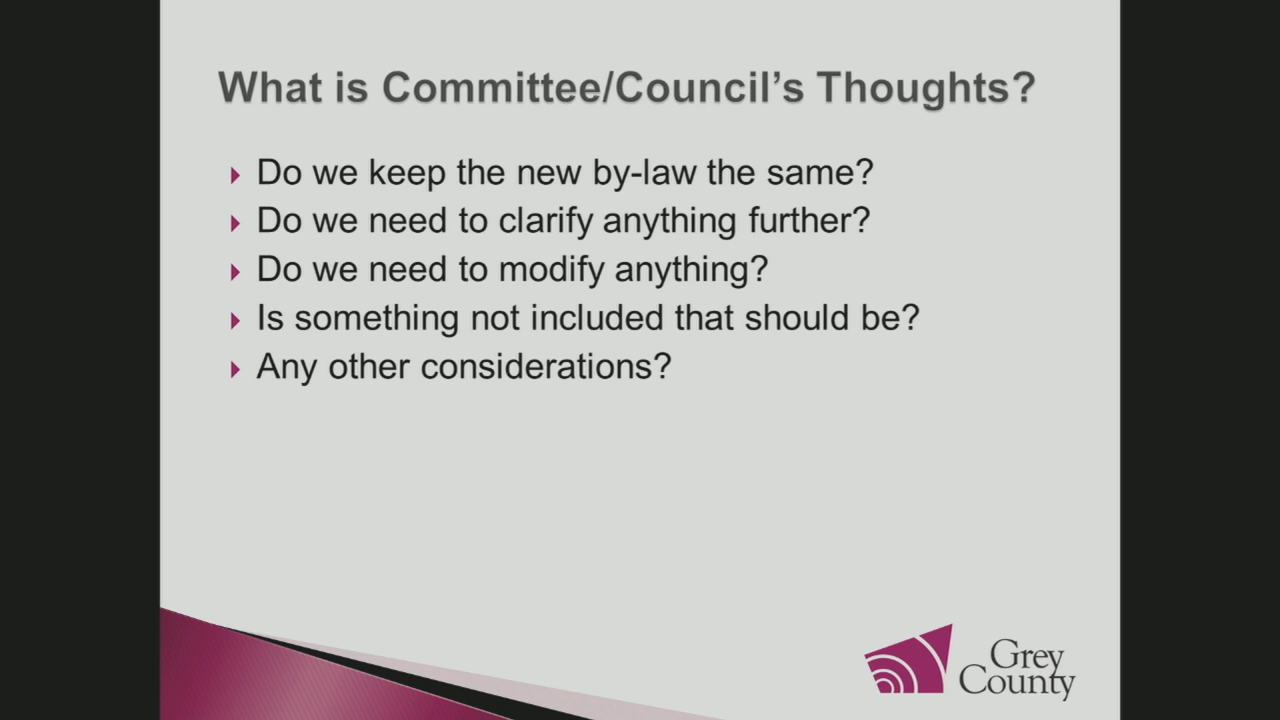 What is Committee/Council’s Thoughts?
Do we keep the new by-law the same?
Do we need to clarify anything further?
Do we need to modify anything?
Is something not included that should be?
Any other considerations?
Grey
County